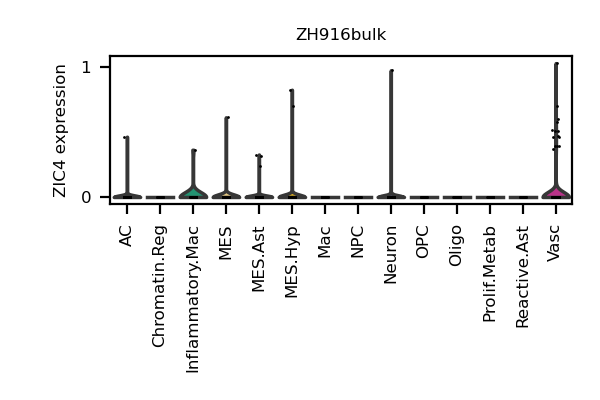 ZH916bulk
ZIC4 expression
1
0
AC
Chromatin.Reg
Inflammatory.Mac
MES
MES.Ast
MES.Hyp
Mac
NPC
Neuron
OPC
Oligo
Prolif.Metab
Reactive.Ast
Vasc